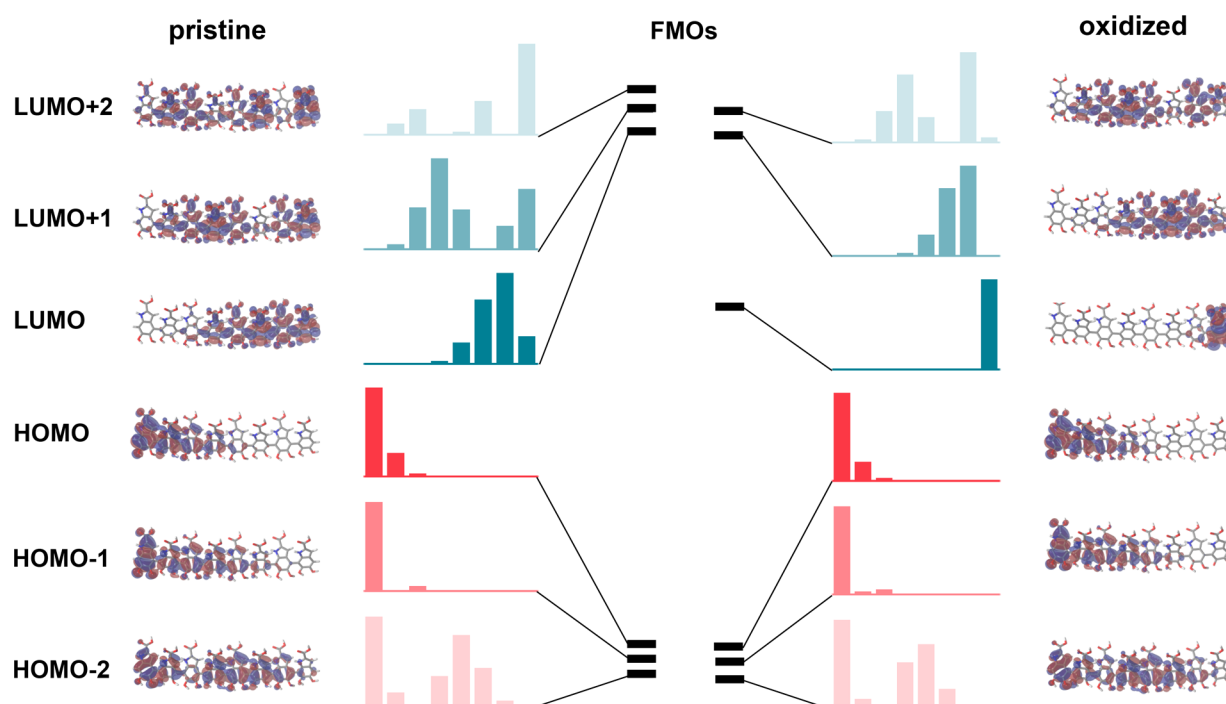 pristine
FMOs
oxidized
LUMO+2
LUMO+1
LUMO
HOMO
HOMO-1
HOMO-2